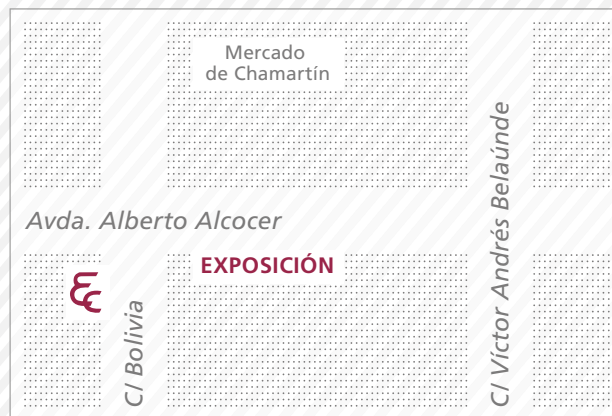 Mercado
de Chamartín
Avda. Alberto Alcocer
EXPOSICIÓN
C/ Bolivia
C/ Víctor Andrés Belaúnde